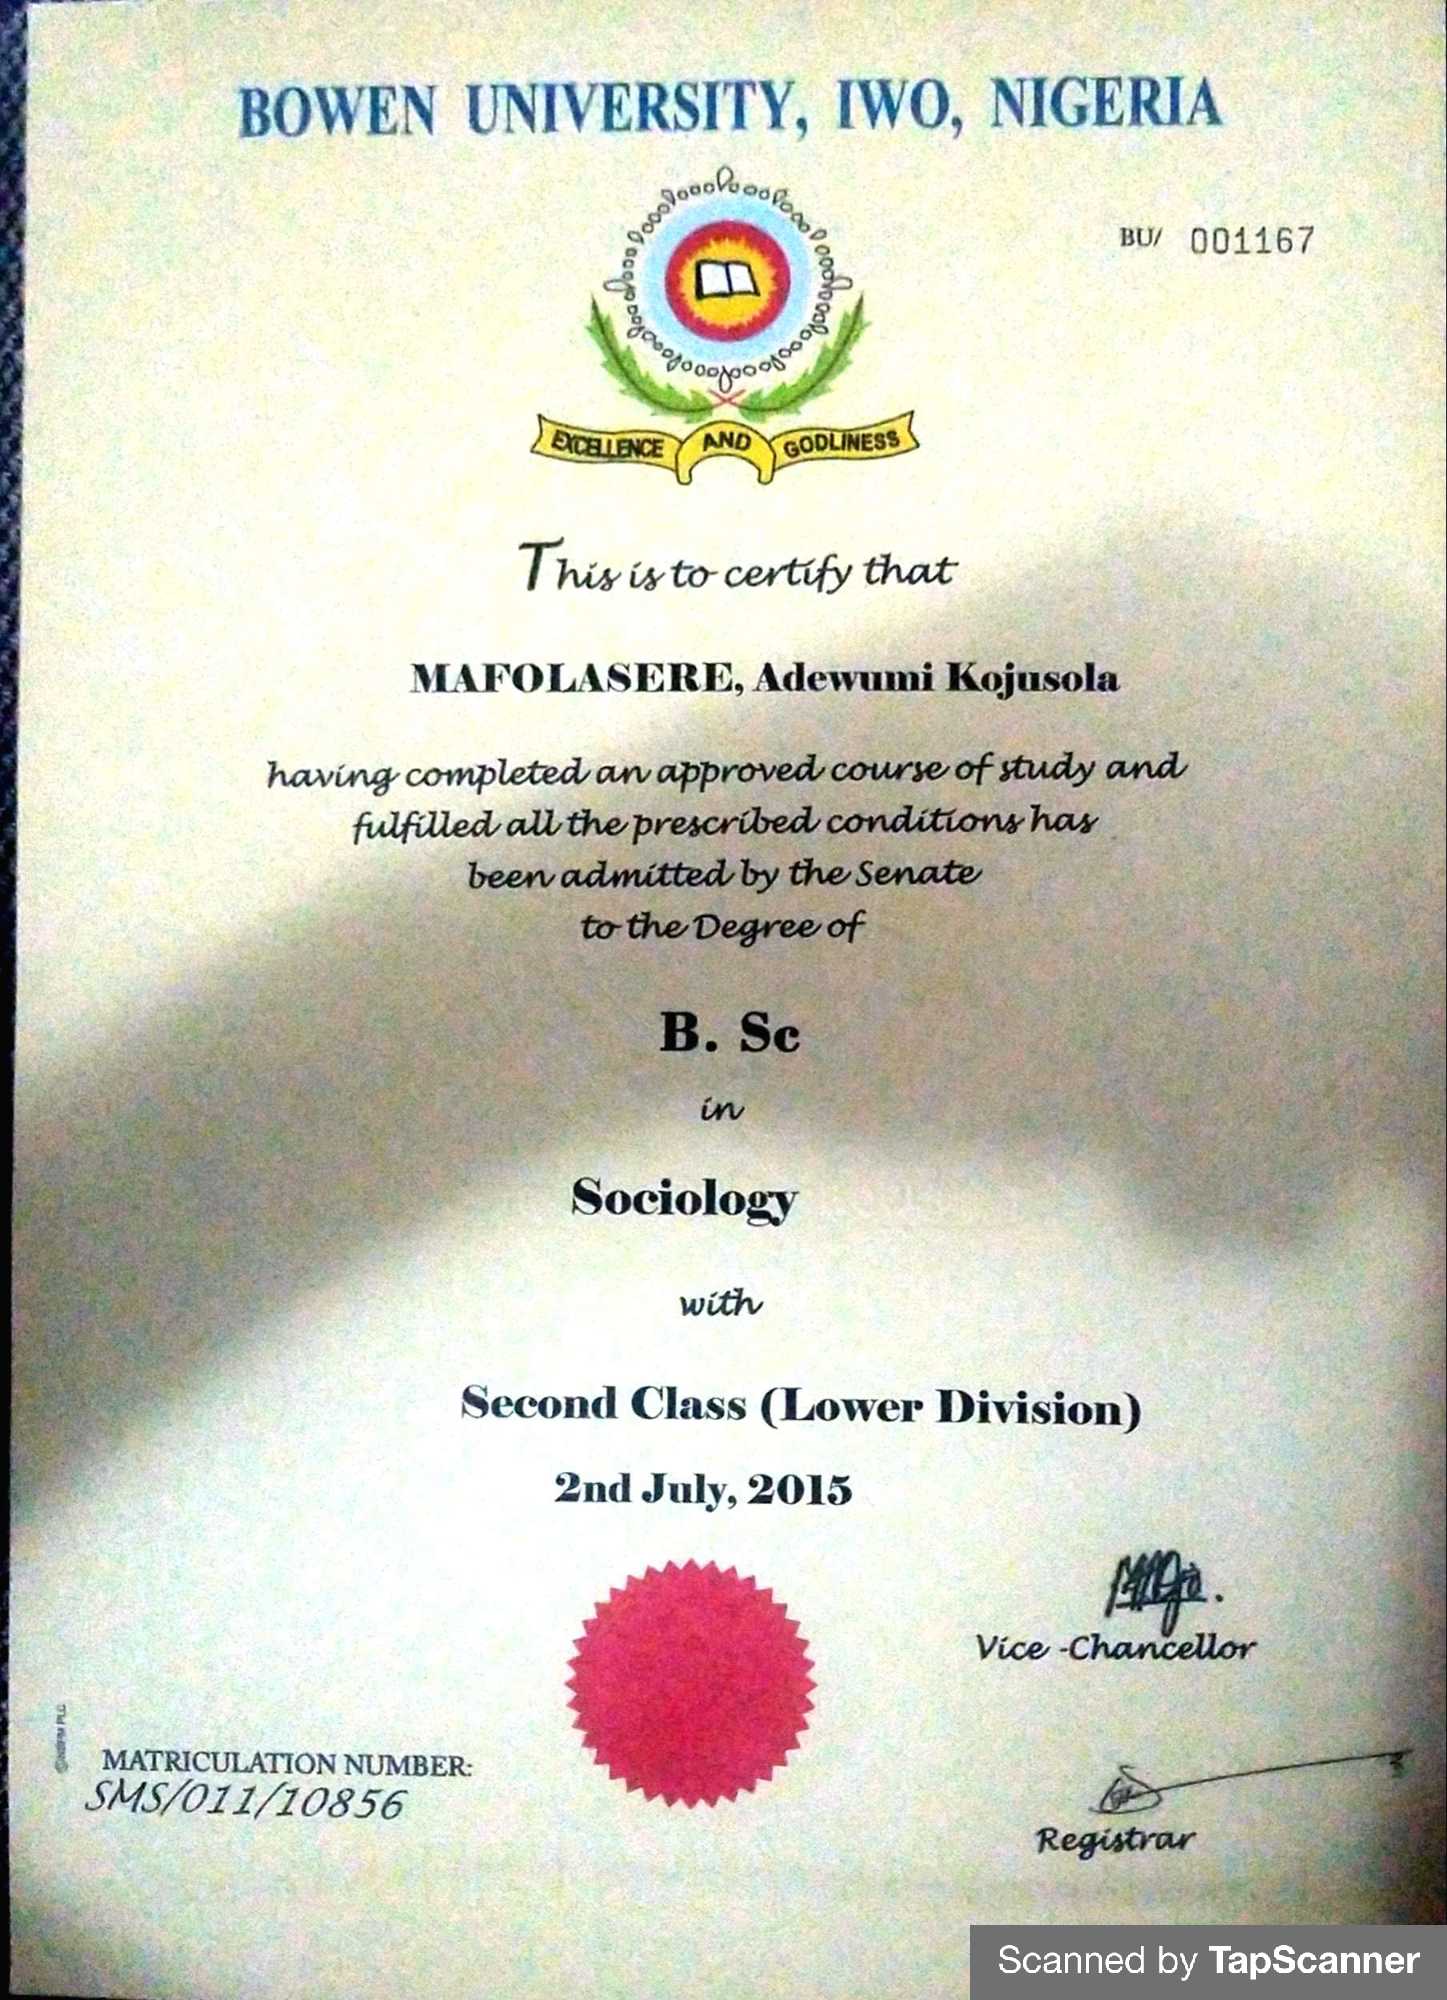 BOWEN UNIVERSITY, IWO, NIGERIA
BU/ 001167
EXCELLENCE AND GODLINESS
This is to certify that
MAFOLASERE, Adewumi Kojusola
having completed an approved course of study and
fulfilled all the prescribed conditions has
been admitted by the Senate
to the Degree of
B. Sc
in
Sociology
with
Second Class (Lower Division)
2nd July, 2015
Vice -Chancellor
MATRICULATION NUMBER:
SMS/011/10856
Registrar
Scanned by TapScanner